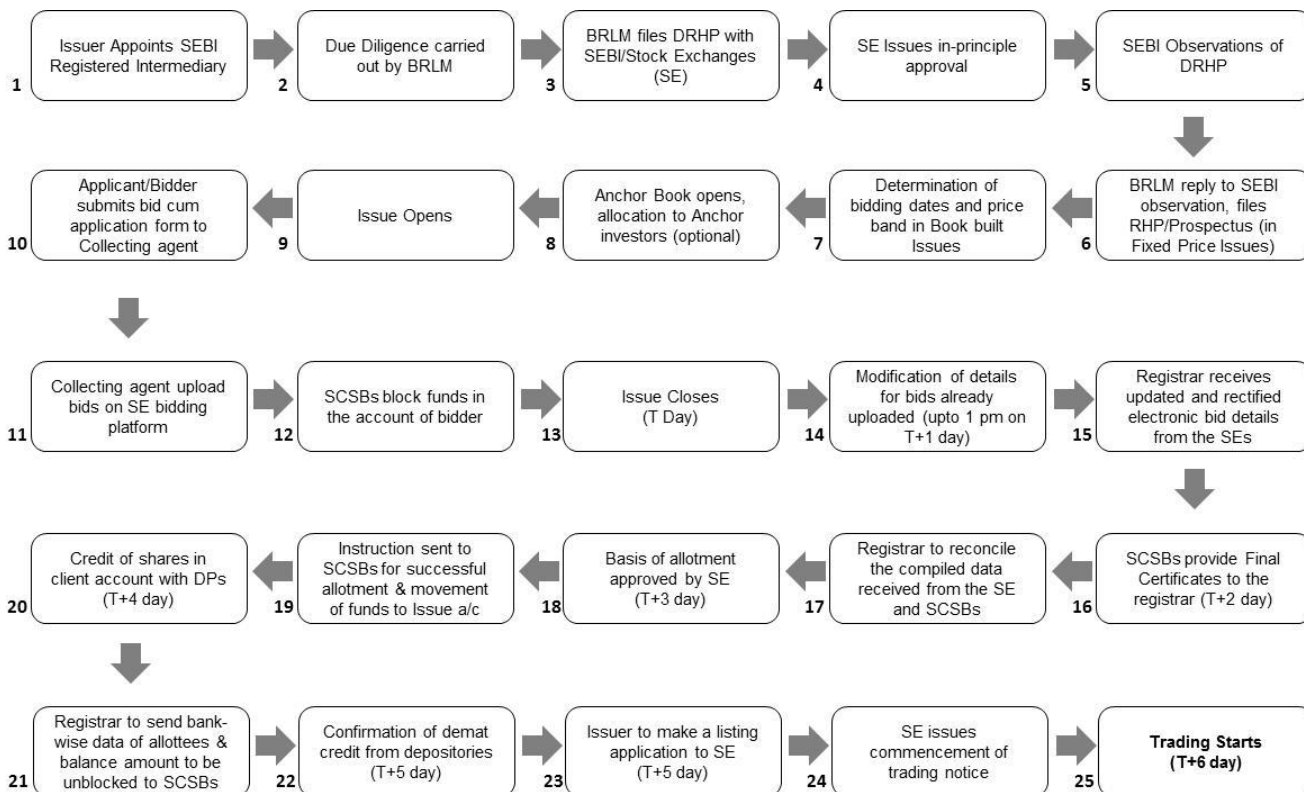 Issuer Appoints SEBI
Registered Intermediary
1
Due Diligence carried
out by BRLM
2
BRLM files DRHP with
SEBI/Stock Exchanges
(SE)
3
SE Issues in-principle
approval
4
SEBI Observations of
DRHP
5
BRLM reply to SEBI
observation, files
RHP/Prospectus (in
Fixed Price Issues)
6
Determination of
bidding dates and price
band in Book built
Issues
7
Anchor Book opens,
allocation to Anchor
investors (optional)
8
Issue Opens
9
Applicant/Bidder
submits bid cum
application form to
Collecting agent
10
Collecting agent upload
bids on SE bidding
platform
11
SCSBs block funds in
the account of bidder
12
Issue Closes
(T Day)
13
Modification of details
for bids already
uploaded (upto 1 pm on
T+1 day)
14
Registrar receives
updated and rectified
electronic bid details
from the SEs
15
SCSBs provide Final
Certificates to the
registrar (T+2 day)
16
Registrar to reconcile
the compiled data
received from the SE
and SCSBs
17
Basis of allotment
approved by SE
(T+3 day)
18
Instruction sent to
SCSBs for successful
allotment & movement
of funds to Issue a/c
19
Credit of shares in
client account with DPs
(T+4 day)
20
Registrar to send bank-
wise data of allottees &
balance amount to be
unblocked to SCSBs
21
Confirmation of demat
credit from depositories
(T+5 day)
22
Issuer to make a listing
application to SE
(T+5 day)
23
SE issues
commencement of
trading notice
24
Trading Starts
(T+6 day)
25